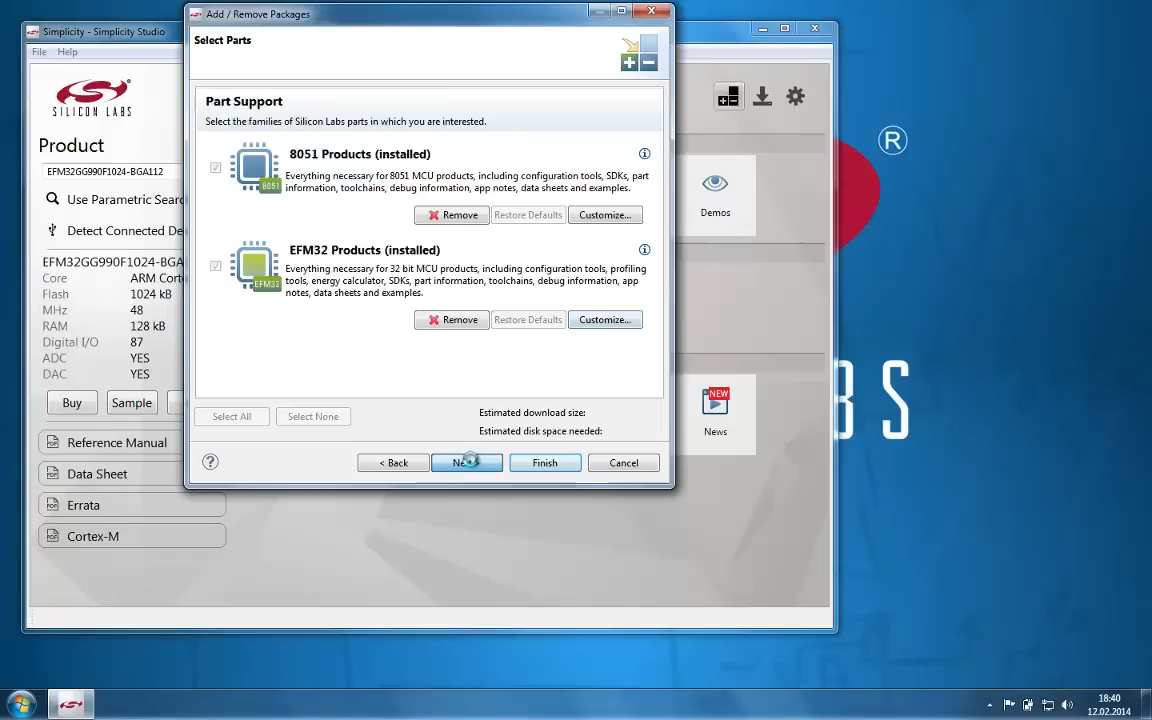 Add / Remove Packages
Simplicity - Simplicity Studio
File Help
Select Parts
SILICON LABS
Product
EFM32GG990F1024-BGA112
Use Parametric Searc
Detect Connected De
EFM32GG990F1024-BGA
Core ARM Cort
Flash 1024 kB
MHz 48
RAM 128 kB
Digital I/O 87
ADC YES
DAC YES
Buy Sample
Reference Manual
Data Sheet
Errata
Cortex-M
Part Support
Select the families of Silicon Labs parts in which you are interested.
8051 Products (installed)
Everything necessary for 8051 MCU products, including configuration tools, SDKs, part
information, toolchains, debug information, app notes, data sheets and examples.
8051
Remove Restore Defaults Customize...
EFM32 Products (installed)
Everything necessary for 32 bit MCU products, including configuration tools, profiling
tools, energy calculator, SDKs, part information, toolchains, debug information, app
notes, data sheets and examples.
EFM32
Remove Restore Defaults Customize...
Select All Select None
Estimated download size:
Estimated disk space needed:
< Back Finish Cancel
Demos
NEW
News
®
BS
18:40
12.02.2014